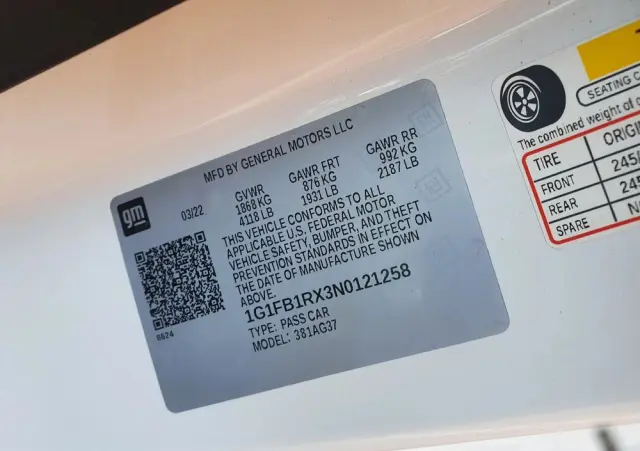 MFD BY GENERAL MOTORS LLC
gm
03/22
GVWR GAWR FRT GAWR RR
1868 KG 876 KG 992 KG
4118 LB 1931 LB 2187 LB
THIS VEHICLE CONFORMS TO ALL
APPLICABLE U.S. FEDERAL MOTOR
VEHICLE SAFETY, BUMPER, AND THEFT
PREVENTION STANDARDS IN EFFECT ON
THE DATE OF MANUFACTURE SHOWN
ABOVE.
1G1FB1RX3N0121258
TYPE: PASS CAR
MODEL: 381AG37
6624
SEATING
The combined weight of
TIRE
FRONT 245
REAR 245
SPARE